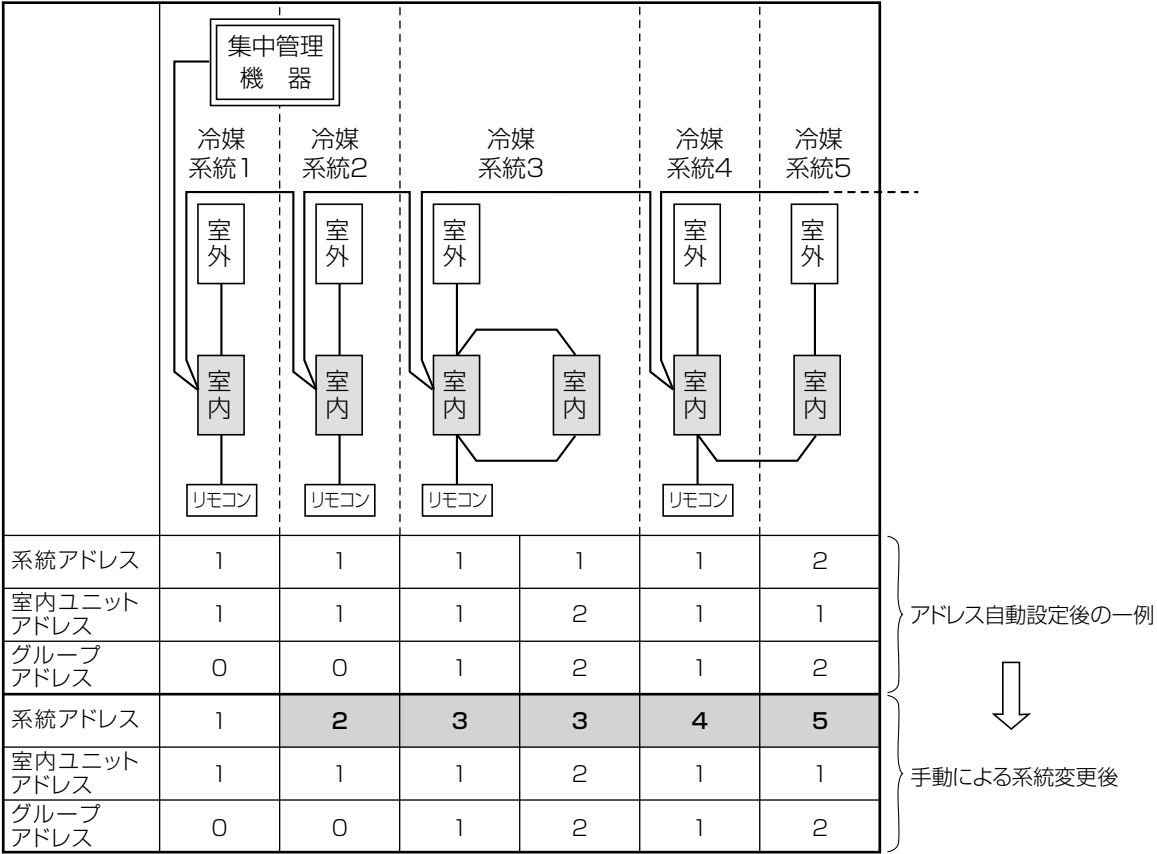 集中管理
機 器
冷媒
系統1
冷媒
系統2
冷媒
系統3
冷媒
系統4
冷媒
系統5
室外
室外
室外
室外
室外
室内
室内
室内
室内
室内
室内
リモコン
リモコン
リモコン
リモコン
系統アドレス 1 1 1 1 1 2
室内ユニット
アドレス 1 1 1 2 1 1
グループ
アドレス 0 0 1 2 1 2
アドレス自動設定後の一例
系統アドレス 1 2 3 3 4 5
室内ユニット
アドレス 1 1 1 2 1 1
グループ
アドレス 0 0 1 2 1 2
手動による系統変更後